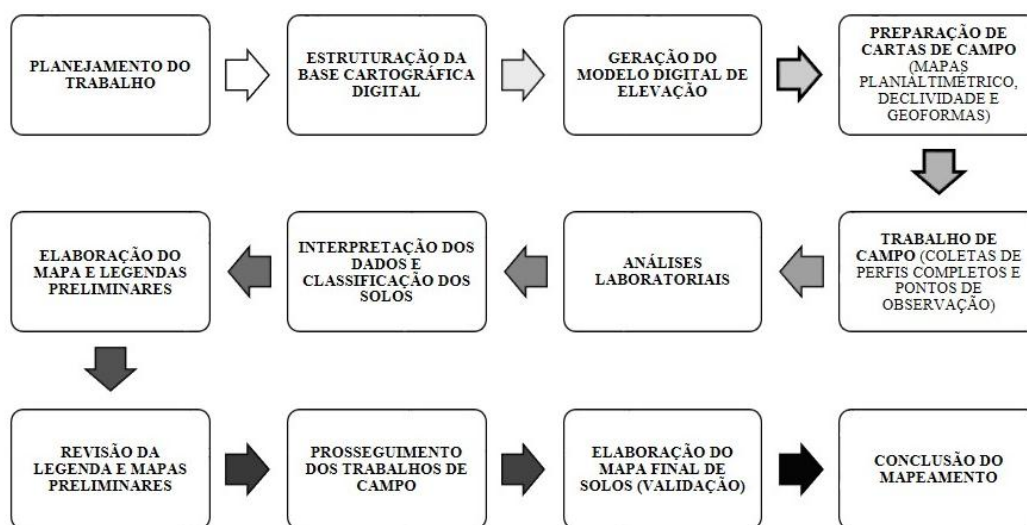 PLANEJAMENTO DO
TRABALHO
ESTRUTURAÇÃO DA
BASE CARTOGRÁFICA
DIGITAL
GERAÇÃO DO
MODELO DIGITAL DE
ELEVAÇÃO
PREPARAÇÃO DE
CARTAS DE CAMPO
(MAPAS
PLANIALTIMÉTRICO,
DECLIVIDADE E
GEOFORMAS)
TRABALHO DE
CAMPO (COLETAS DE
PERFIS COMPLETOS E
PONTOS DE
OBSERVAÇÃO)
ANÁLISES
LABORATORIAIS
INTERPRETAÇÃO DOS
DADOS E
CLASSIFICAÇÃO DOS
SOLOS
ELABORAÇÃO DO
MAPA E LEGENDAS
PRELIMINARES
REVISÃO DA
LEGENDA E MAPAS
PRELIMINARES
PROSSEGUIMENTO
DOS TRABALHOS DE
CAMPO
ELABORAÇÃO DO
MAPA FINAL DE
SOLOS (VALIDAÇÃO)
CONCLUSÃO DO
MAPEAMENTO